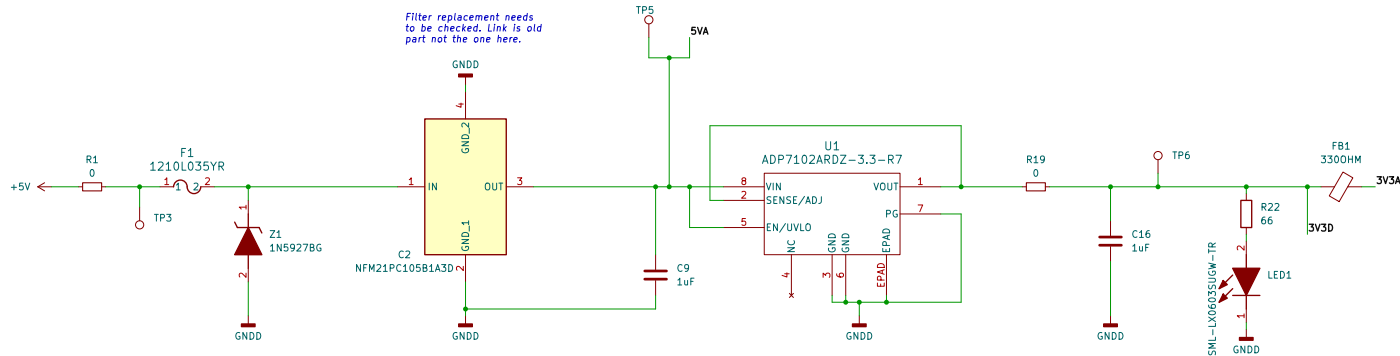 Filter replacement needs
to be checked. Link is old
part not the one here.
TP5
5VA
GNDD
4
GND_2
F1
1210L035YR
R1
0
+5V
1
1 2
2
TP3
1
Z1
1N5927BG
2
GNDD
1
IN
OUT
3
GND_1
C2
NFM21PC105B1A3D
2
GNDD
C9
1uF
U1
ADP7102ARDZ-3.3-R7
8
VIN
2
SENSE/ADJ
5
EN/UVLO
VOUT
1
PG
7
NC
GND
GND
EPAD
4
3
6
EPAD
GNDD
R19
0
TP6
C16
1uF
GNDD
R22
66
2
LED1
SML-LX0603SUGW-TR
1
GNDD
3V3D
FB1
330OHM
3V3A